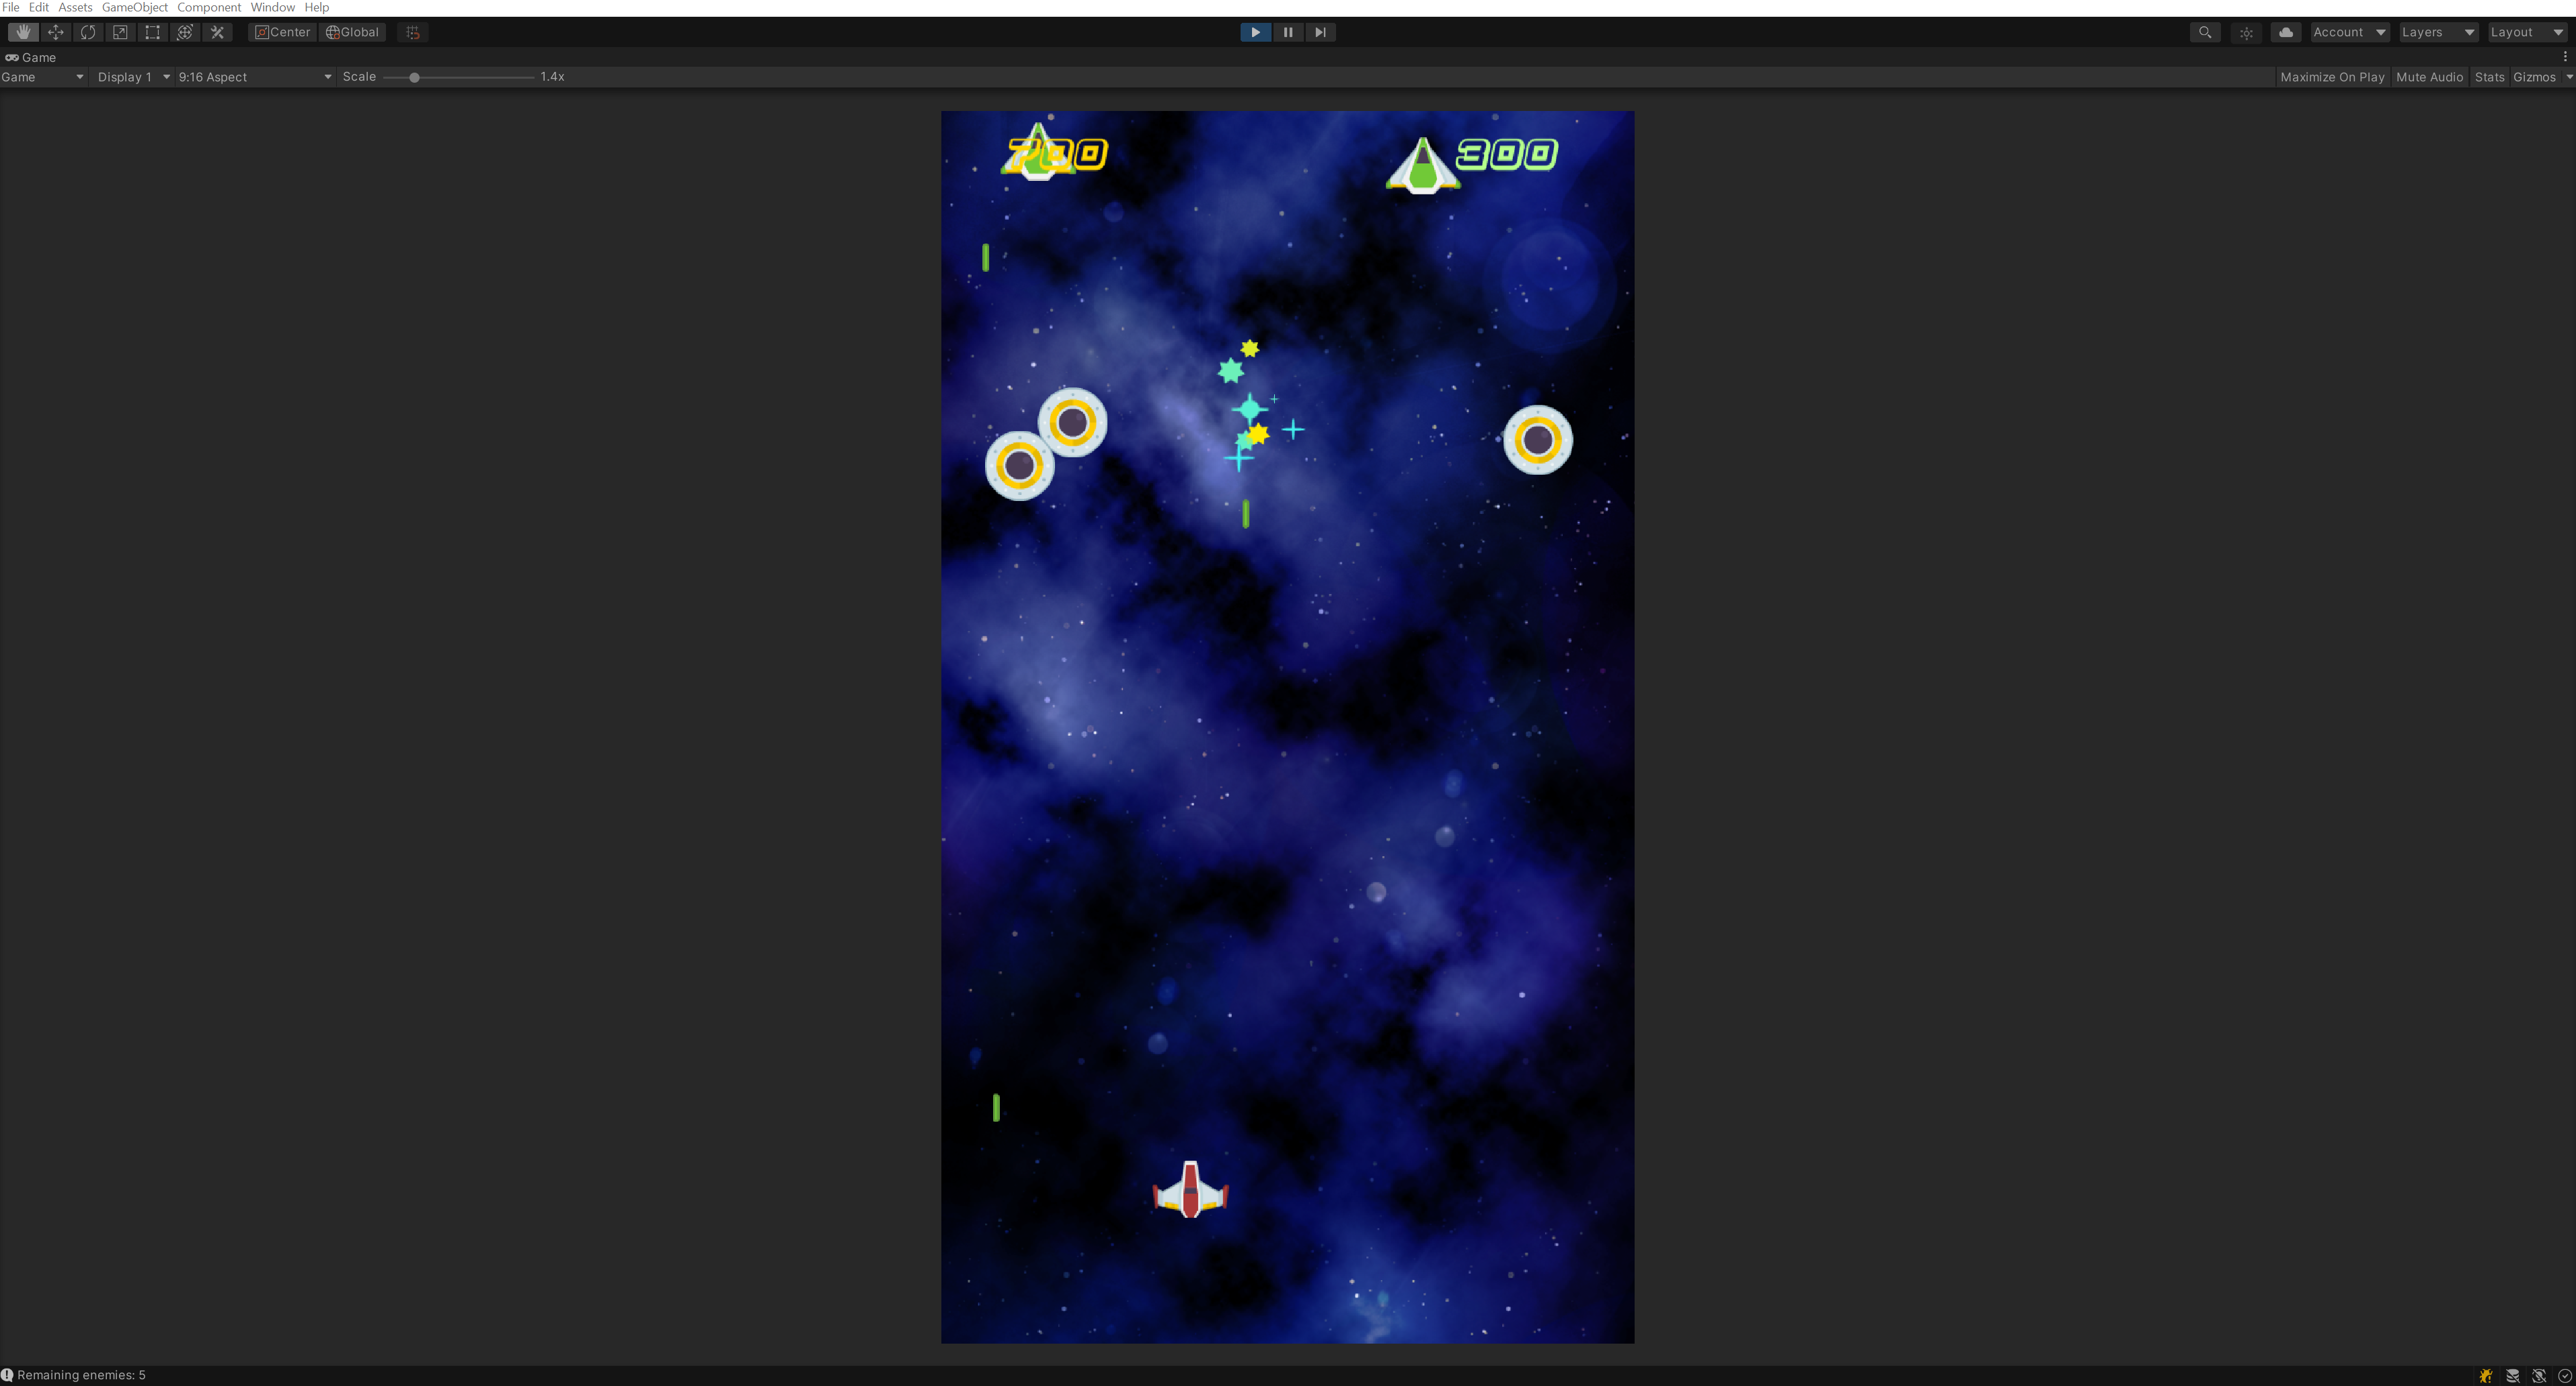 File Edit Assets GameObject Component Window Help
Center Global Account Layers Layout
Game
Game Display 1 9:16 Aspect Scale 1.4x Maximize On Play Mute Audio Stats Gizmos
700 300
Remaining enemies: 5